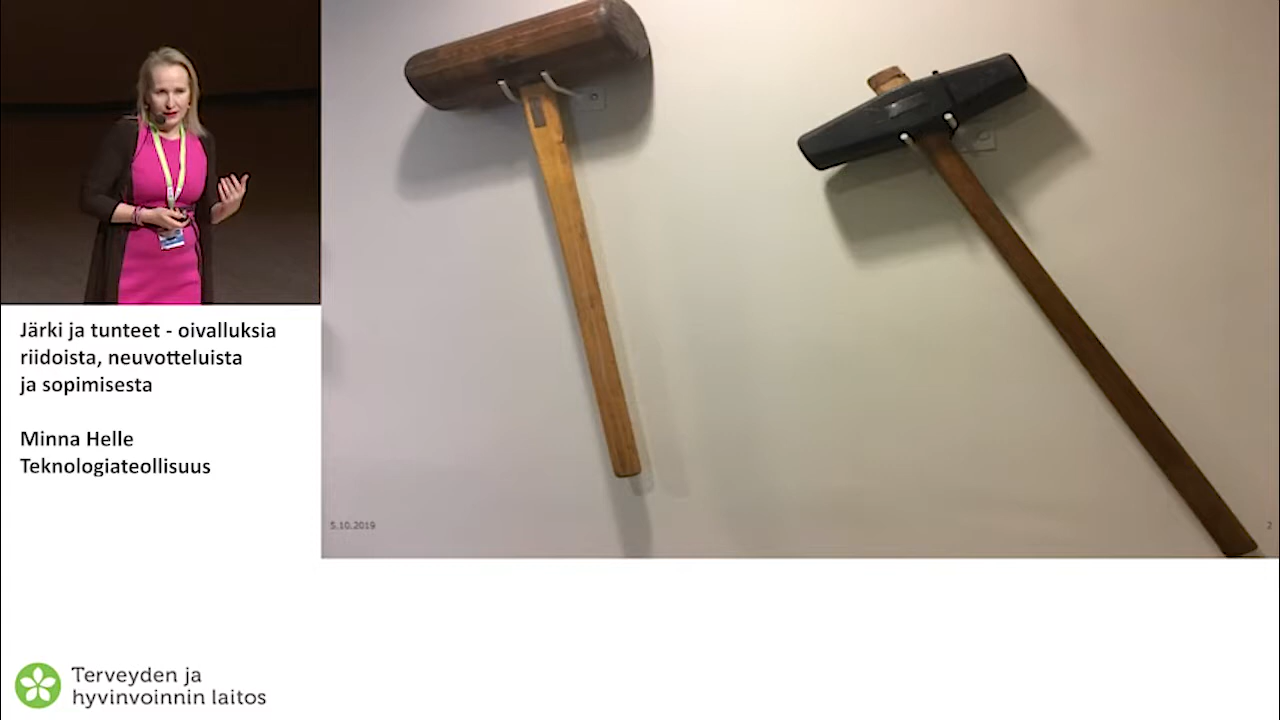 Järki ja tunteet - oivalluksia
riidoista, neuvotteluista
ja sopimisesta
Minna Helle
Teknologiateollisuus
5.10.2019
2
Terveyden ja
hyvinvoinnin laitos